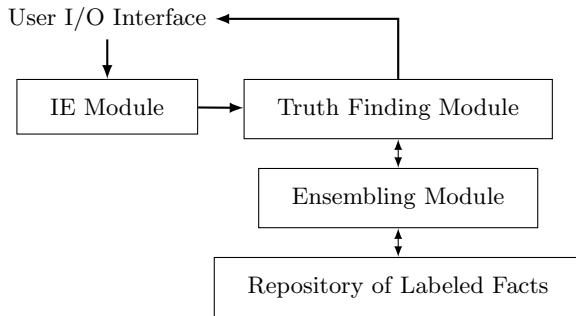 User I/O Interface
IE Module
Truth Finding Module
Ensembling Module
Repository of Labeled Facts